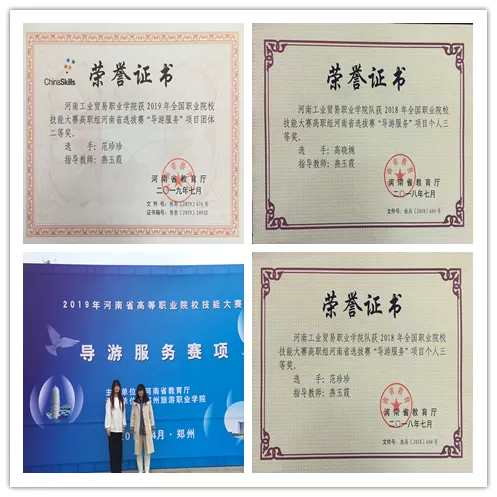 ChinaSkills
荣誉证书
河南工业贸易职业学院获2019年全国职业院校
技能大赛高职组河南省选拔赛“导游服务”项目团体
二等奖。
选 手：范珍珍
指导教师：燕玉霞
河南省教育厅
二〇一九年七月
荣誉证书
河南工业贸易职业学院队获2018年全国职业院校
技能大赛高职组河南省选拔赛“导游服务”项目个人三
等奖。
选 手：高晓婉
指导教师：燕玉霞
河南省教育厅
二〇一八年七月
2019年河南省高等职业院校技能大赛
导游服务赛项
河南省教育厅
州旅游职业学院
月·郑州
荣誉证书
河南工业贸易职业学院队获2018年全国职业院校
技能大赛高职组河南省选拔赛“导游服务”项目个人三
等奖。
选 手：范珍珍
指导教师：燕玉霞
河南省教育厅
二〇一八年七月